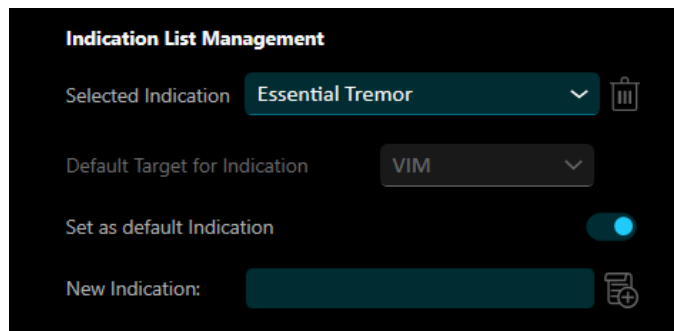 Indication List Management
Selected Indication Essential Tremor
Default Target for Indication VIM
Set as default Indication
New Indication: